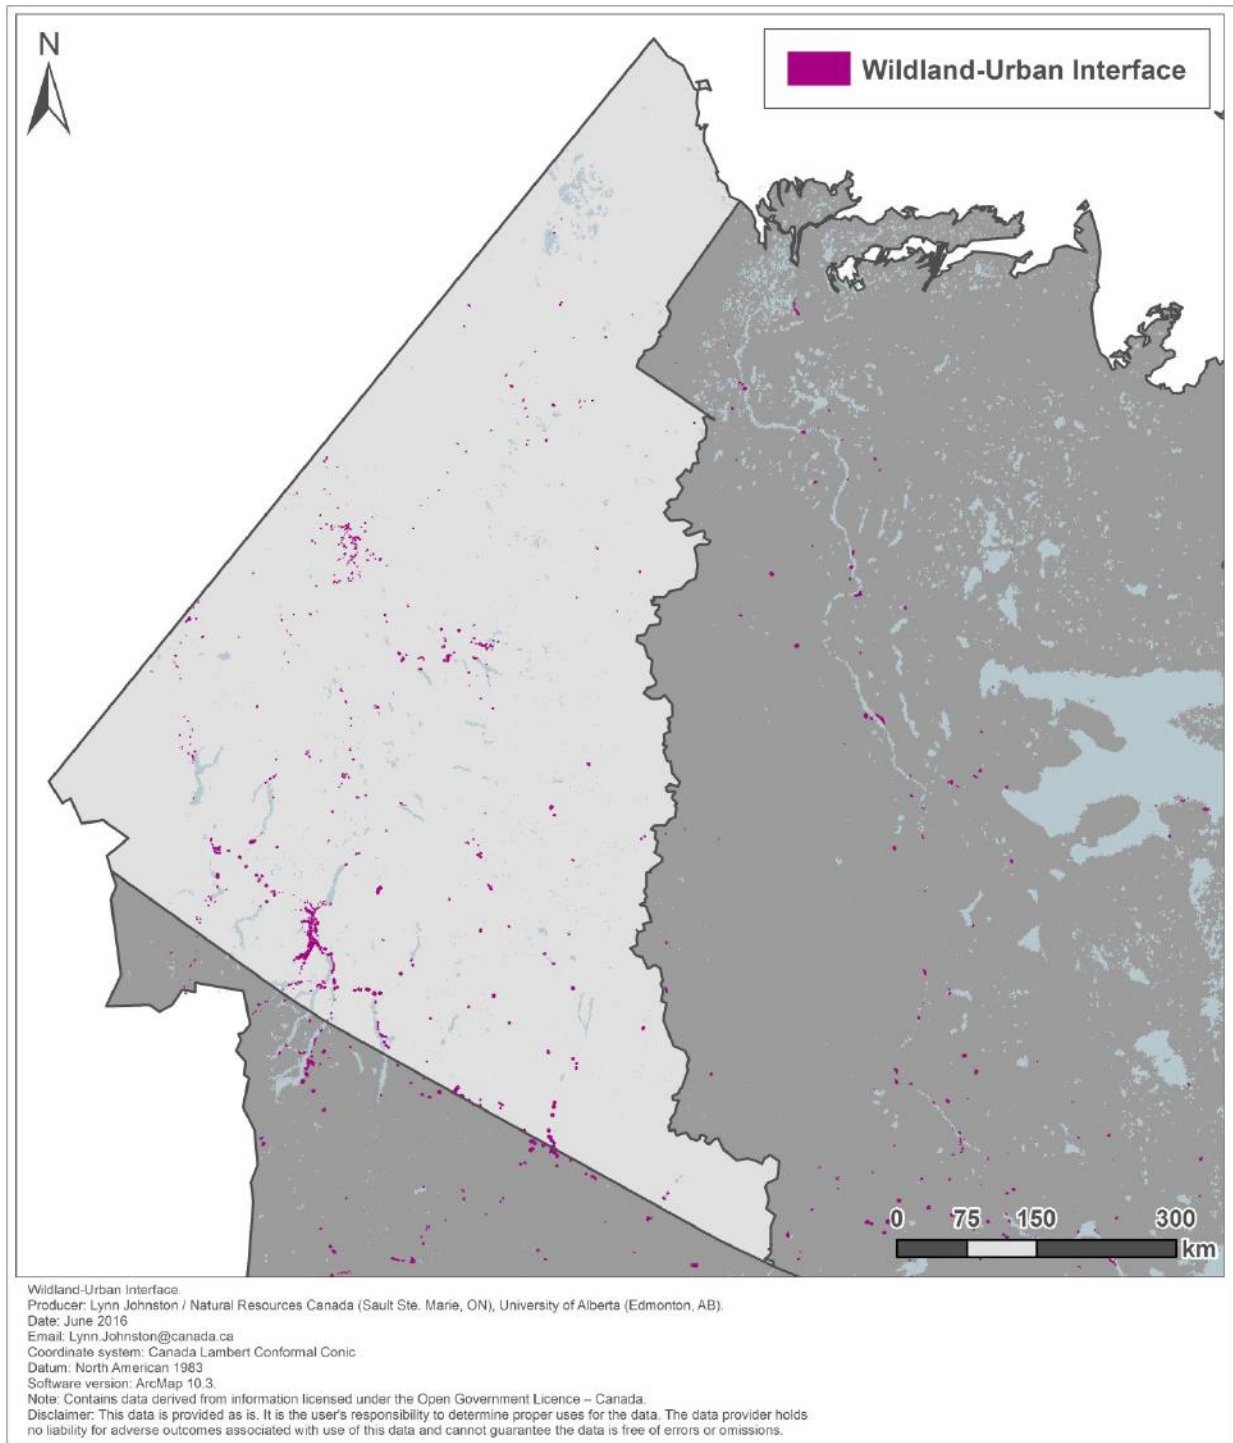 N
Wildland-Urban Interface
0 75 150 300
km
Wildland-Urban Interface.
Producer: Lynn Johnston / Natural Resources Canada (Sault Ste. Marie, ON), University of Alberta (Edmonton, AB).
Date: June 2016
Email: Lynn.Johnston@canada.ca
Coordinate system: Canada Lambert Conformal Conic
Datum: North American 1983
Software version: ArcMap 10.3.
Note: Contains data derived from information licensed under the Open Government Licence – Canada.
Disclaimer: This data is provided as is. It is the user's responsibility to determine proper uses for the data. The data provider holds
no liability for adverse outcomes associated with use of this data and cannot guarantee the data is free of errors or omissions.